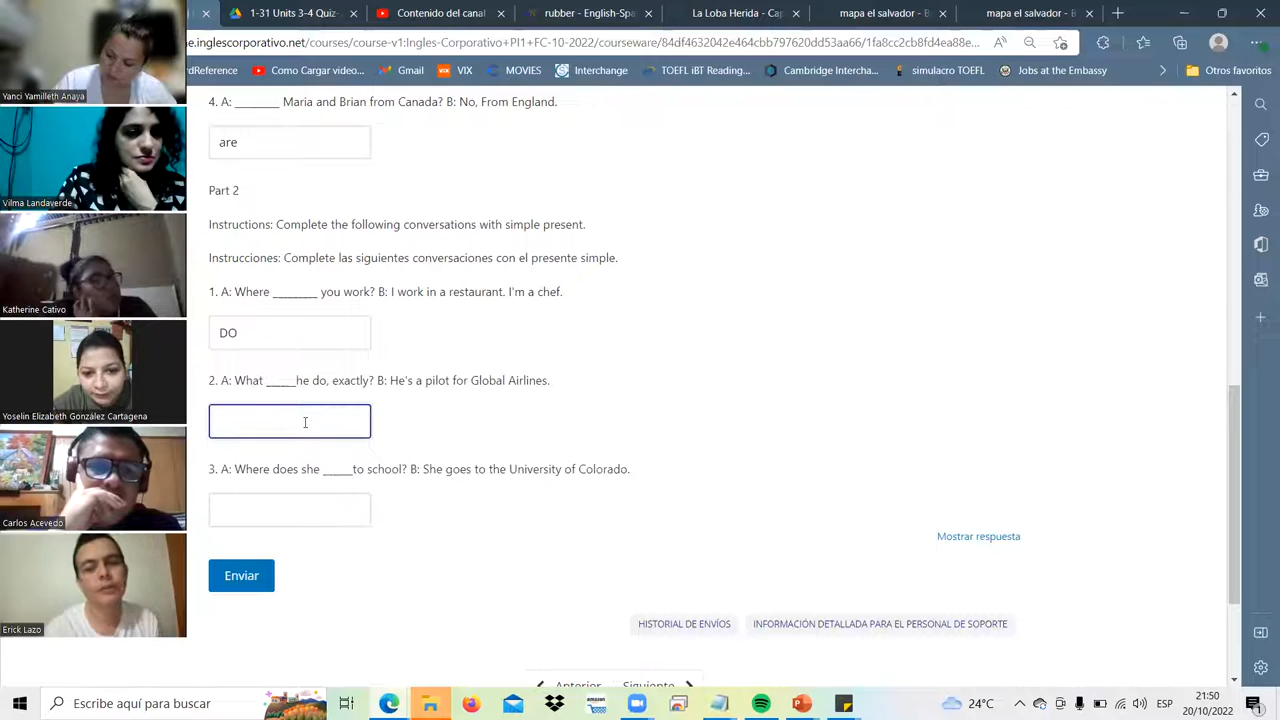 1-31 Units 3-4 Quiz-
Contenido del canal
rubber - English-Spa
La Loba Herida - Cap
mapa el salvador - B
mapa el salvador - B
e.inglescorporativo.net/courses/course-v1:Ingles-Corporativo+PI1+FC-10-2022/courseware/84df4632042e464cbb797620dd53aa66/1fa8cc2cb8fd4ea88e...
rdReference
Como Cargar video...
Gmail
VIX
MOVIES
Interchange
TOEFL iBT Reading...
Cambridge Intercha...
simulacro TOEFL
Jobs at the Embassy
Otros favoritos
Yanci Yamilleth Anaya
Vilma Landaverde
Katherine Cativo
Yoselin Elizabeth González Cartagena
Carlos Acevedo
Erick Lazo
4. A: ________ Maria and Brian from Canada? B: No, From England.
are
Part 2
Instructions: Complete the following conversations with simple present.
Instrucciones: Complete las siguientes conversaciones con el presente simple.
1. A: Where ________ you work? B: I work in a restaurant. I'm a chef.
DO
2. A: What _____he do, exactly? B: He's a pilot for Global Airlines.
3. A: Where does she _____to school? B: She goes to the University of Colorado.
Mostrar respuesta
Enviar
HISTORIAL DE ENVÍOS
INFORMACIÓN DETALLADA PARA EL PERSONAL DE SOPORTE
Anterior
Siguiente
Escribe aquí para buscar
24°C
ESP
21:50
20/10/2022